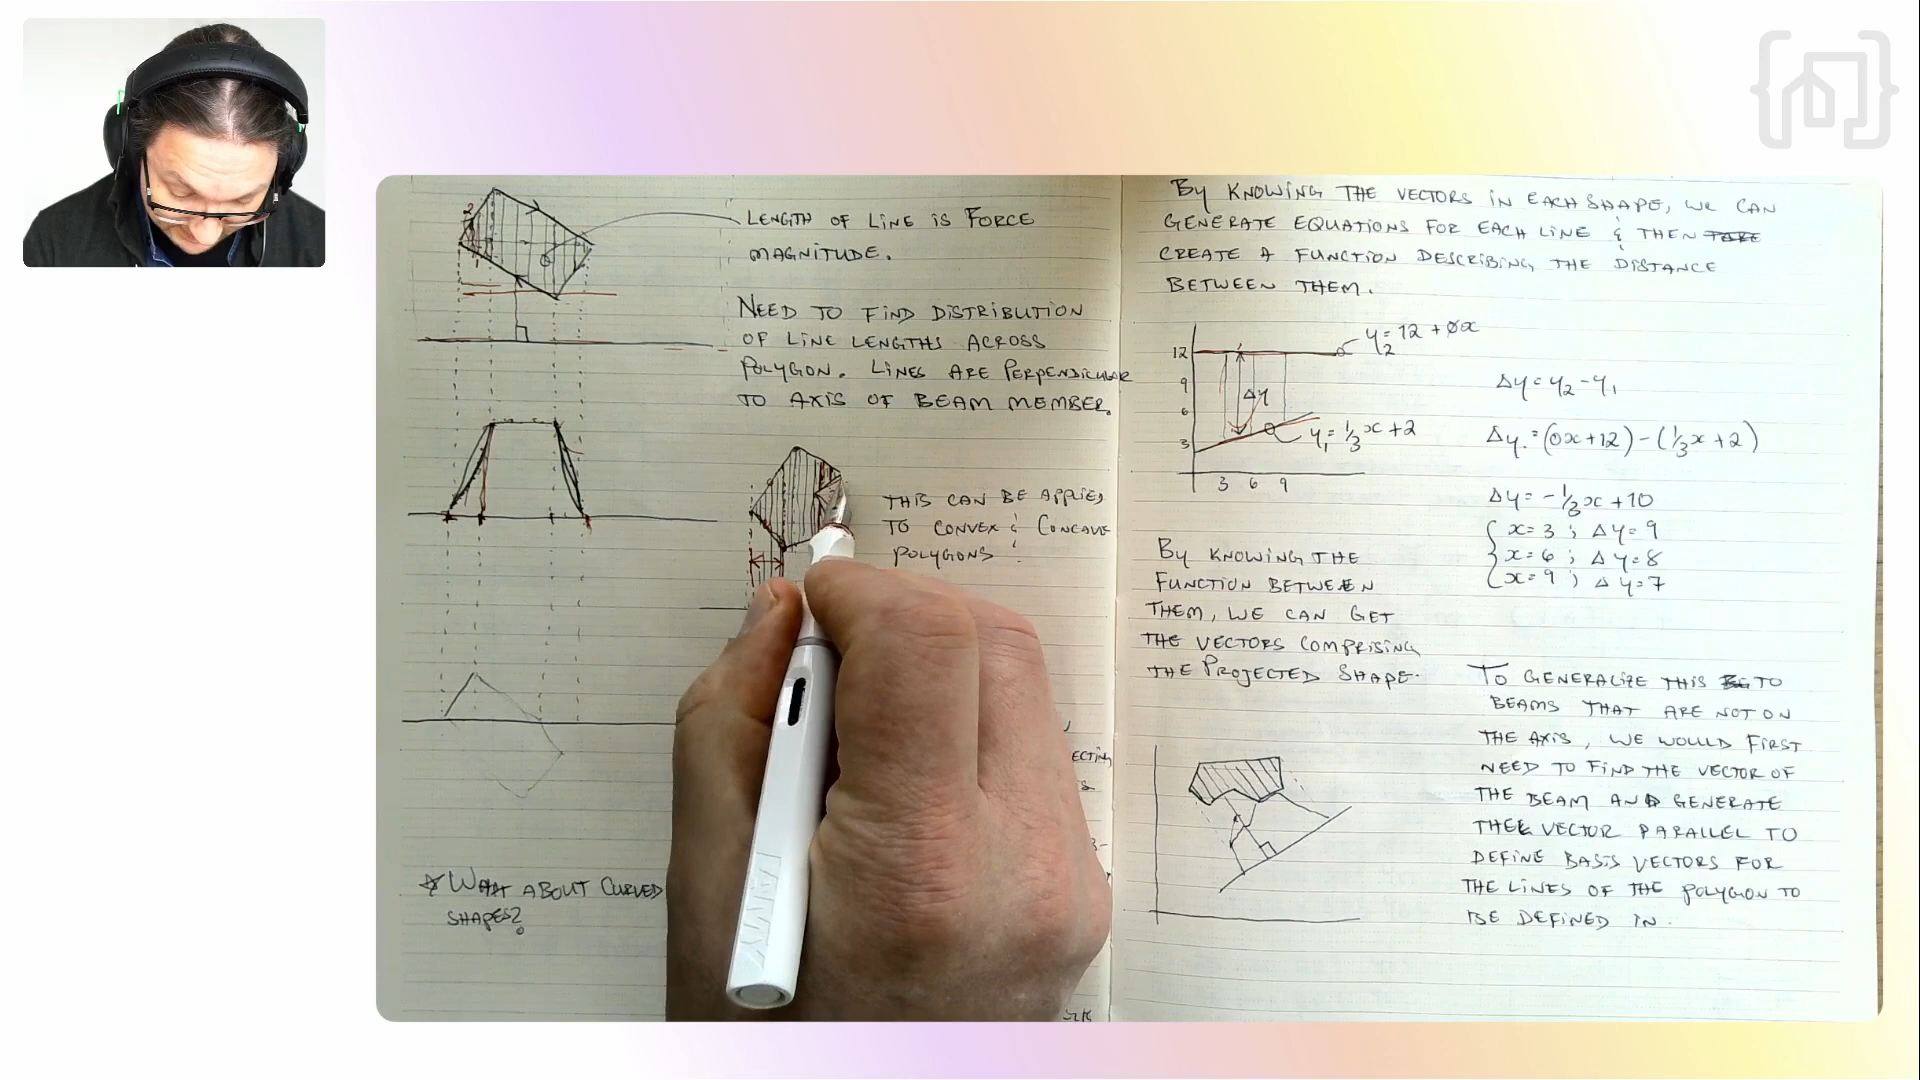 LENGTH OF LINE IS FORCE
MAGNITUDE.
NEED TO FIND DISTRIBUTION
OF LINE LENGTHS ACROSS
POLYGON. LINES ARE PERPENDICULAR
TO AXIS OF BEAM MEMBER.
THIS CAN BE APPLIED
TO CONVEX & CONCAVE
POLYGONS!
ECTING
* WHAT ABOUT CURVED
SHAPES?
LAMY
BY KNOWING THE VECTORS IN EACH SHAPE, WE CAN
GENERATE EQUATIONS FOR EACH LINE & THEN
CREATE A FUNCTION DESCRIBING THE DISTANCE
BETWEEN THEM.
y₂=12+0x
12
9
6
3
Δy
y₁=⅓x+2
3 6 9
Δy=y₂-y₁
Δy=(0x+12)-(⅓x+2)
Δy=-⅓x+10
x=3; Δy=9
x=6; Δy=8
x=9; Δy=7
BY KNOWING THE
FUNCTION BETWEEN
THEM, WE CAN GET
THE VECTORS COMPRISING
THE PROJECTED SHAPE.
TO GENERALIZE THIS TO
BEAMS THAT ARE NOT ON
THE AXIS, WE WOULD FIRST
NEED TO FIND THE VECTOR OF
THE BEAM AND GENERATE
THE VECTOR PARALLEL TO
DEFINE BASIS VECTORS FOR
THE LINES OF THE POLYGON TO
BE DEFINED IN.